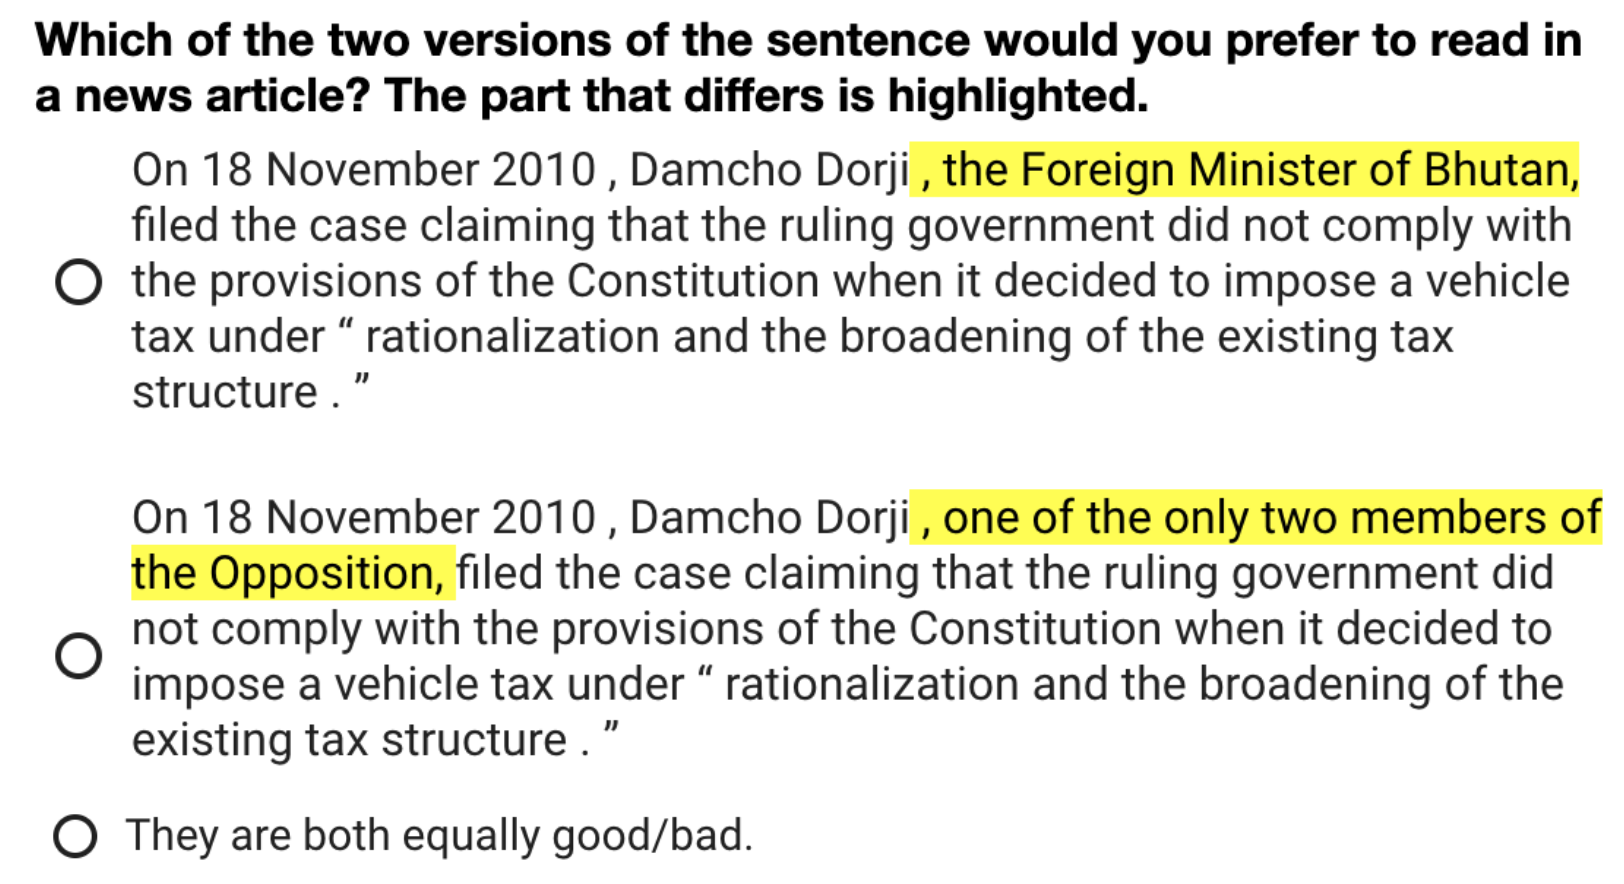 Which of the two versions of the sentence would you prefer to read in
a news article? The part that differs is highlighted.
On 18 November 2010 , Damcho Dorji , the Foreign Minister of Bhutan,
filed the case claiming that the ruling government did not comply with
the provisions of the Constitution when it decided to impose a vehicle
tax under “ rationalization and the broadening of the existing tax
structure . ”
On 18 November 2010 , Damcho Dorji , one of the only two members of
the Opposition, filed the case claiming that the ruling government did
not comply with the provisions of the Constitution when it decided to
impose a vehicle tax under “ rationalization and the broadening of the
existing tax structure . ”
They are both equally good/bad.